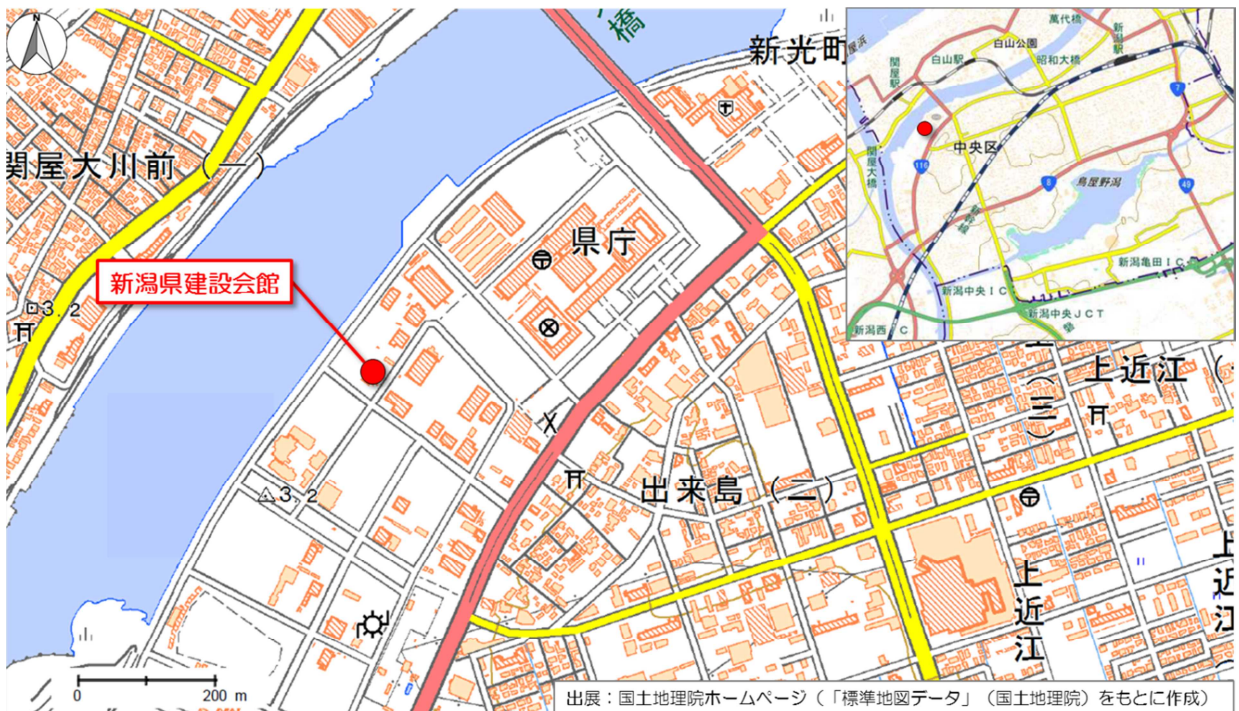 N
橋
新光町
関屋大川前(一)
県庁
新潟県建設会館
3.2
出来島(二)
3.2
上近江(
(三)
上近江
上近江
0 200 m
出展:国土地理院ホームページ(「標準地図データ」(国土地理院)をもとに作成)
萬代橋
白山公園
新潟駅
昭和大橋
白山駅
関屋駅
屋浜
7
中央区
関屋大橋
116
鳥屋野潟
8
49
新潟亀田IC
新潟中央IC
新潟中央JCT
新潟西 C